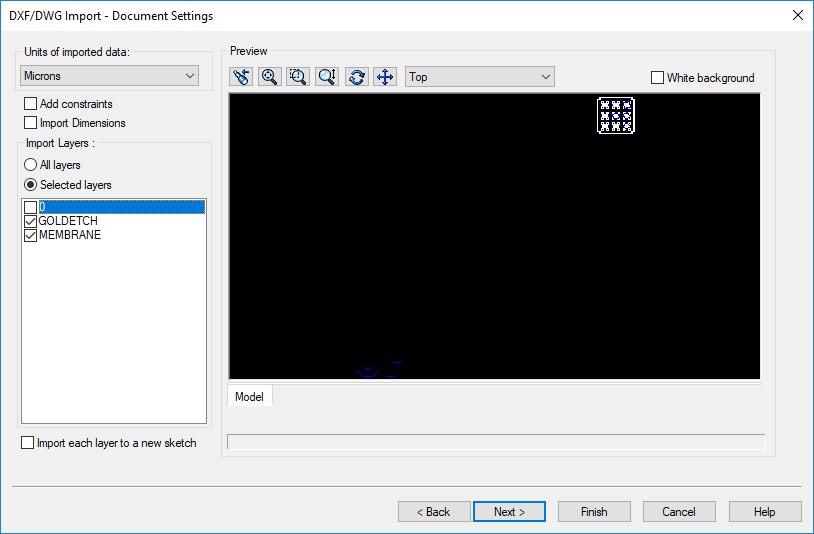 DXF/DWG Import - Document Settings
Units of imported data:
Microns
Add constraints
Import Dimensions
Import Layers :
All layers
Selected layers
0
GOLDETCH
MEMBRANE
Import each layer to a new sketch
Preview
Top
White background
Model
< Back
Next >
Finish
Cancel
Help